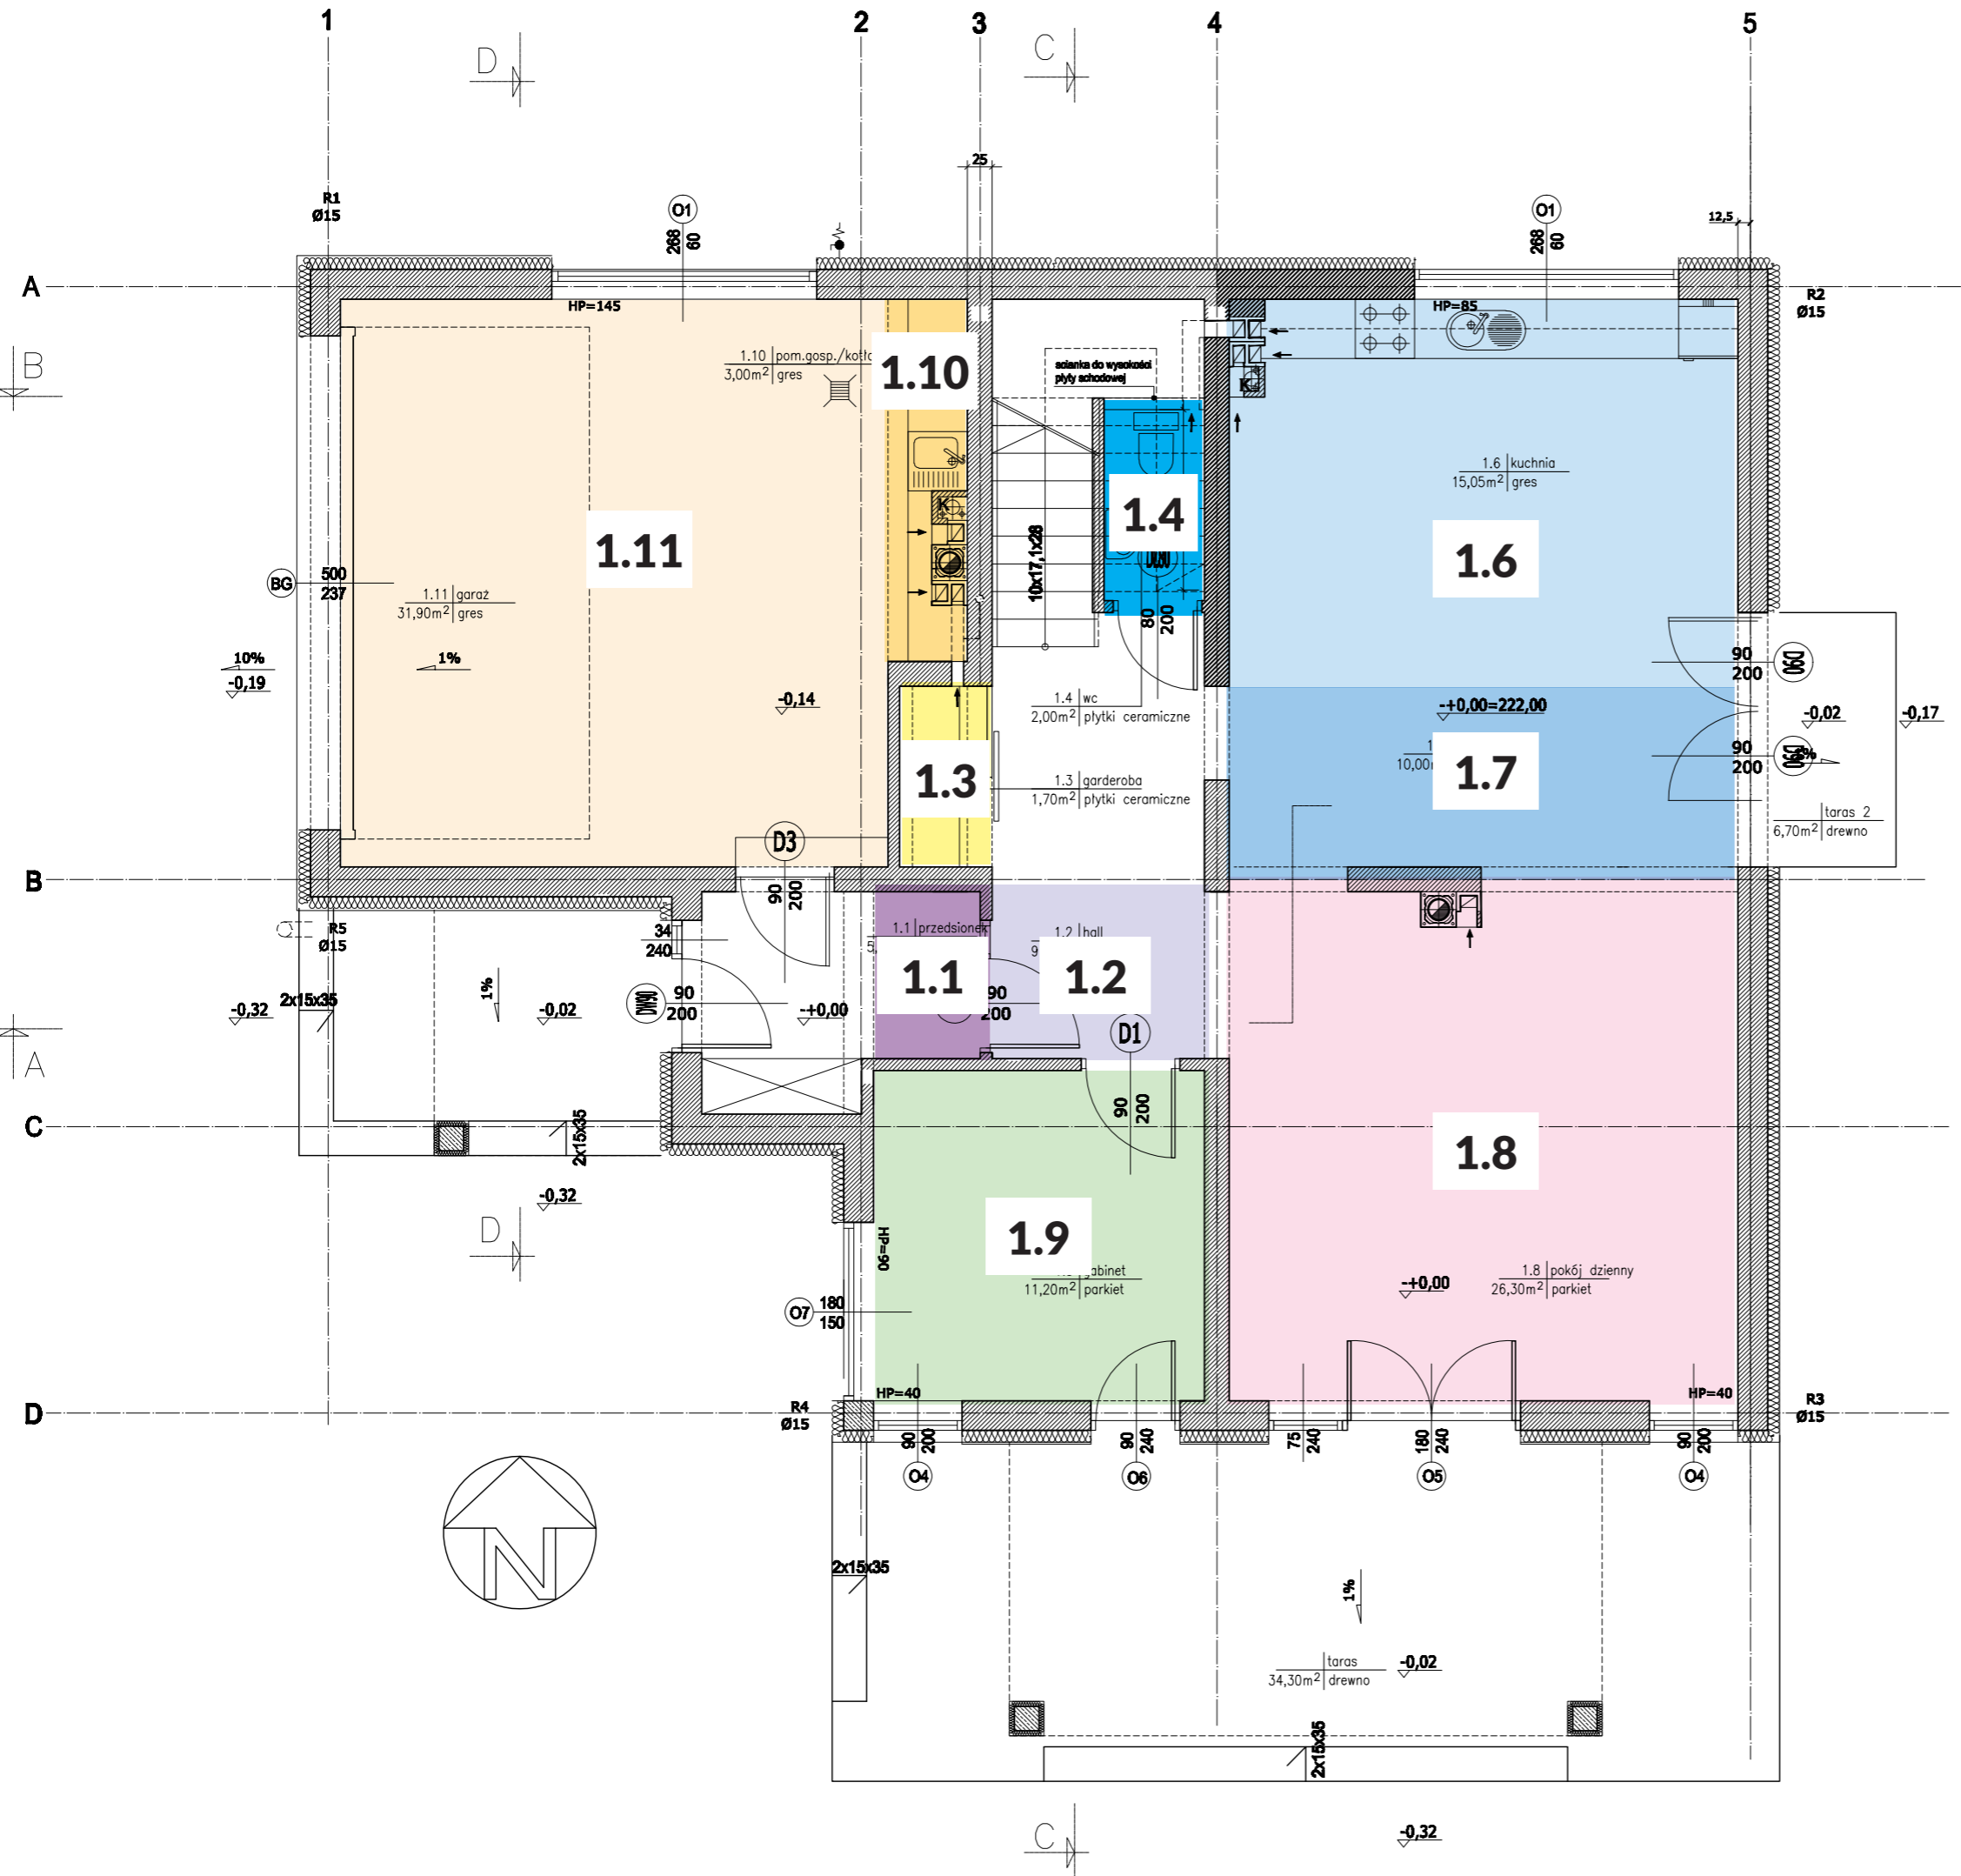 1 2 3 4 5
D C
25
R1
Ø15
O1
268
60
O1
268
60
12,5
A
HP=145
HP=85
R2
Ø15
B
1.10 pom.gosp./kotło
3,00m² gres
1.10
scianka do wysokości
płyty schodowej
K
1.6 kuchnia
15,05m² gres
K
1.4
1.11
1.6
10x17,1x28
BG
500
237
1.11 garaż
31,90m² gres
80
200
10%
-0,19
1%
-0,14
90
200
D90
1.4 wc
2,00m² płytki ceramiczne
-+0,00=222,00
-0,02
-0,17
1.3
1.3 garderoba
1,70m² płytki ceramiczne
10,00
1.7
90
200
D90
1%
taras 2
6,70m² drewno
D3
90
200
B
R5
Ø15
34
240
1.1 przedsionek
1.2 hall
1.1
1.2
2x15x35
-0,32
1%
-0,02
DW90
90
200
-+0,00
90
200
D1
A
90
200
C
2x15x35
1.8
-0,32
D
HP=90
1.9
gabinet
11,20m² parkiet
1.8 pokój dzienny
26,30m² parkiet
-+0,00
O7
180
150
HP=40
HP=40
D
R4
Ø15
R3
Ø15
90
200
90
240
75
240
180
240
90
200
O4
O6
O5
O4
N
2x15x35
1%
taras
34,30m² drewno
-0,02
2x15x35
C
-0,32